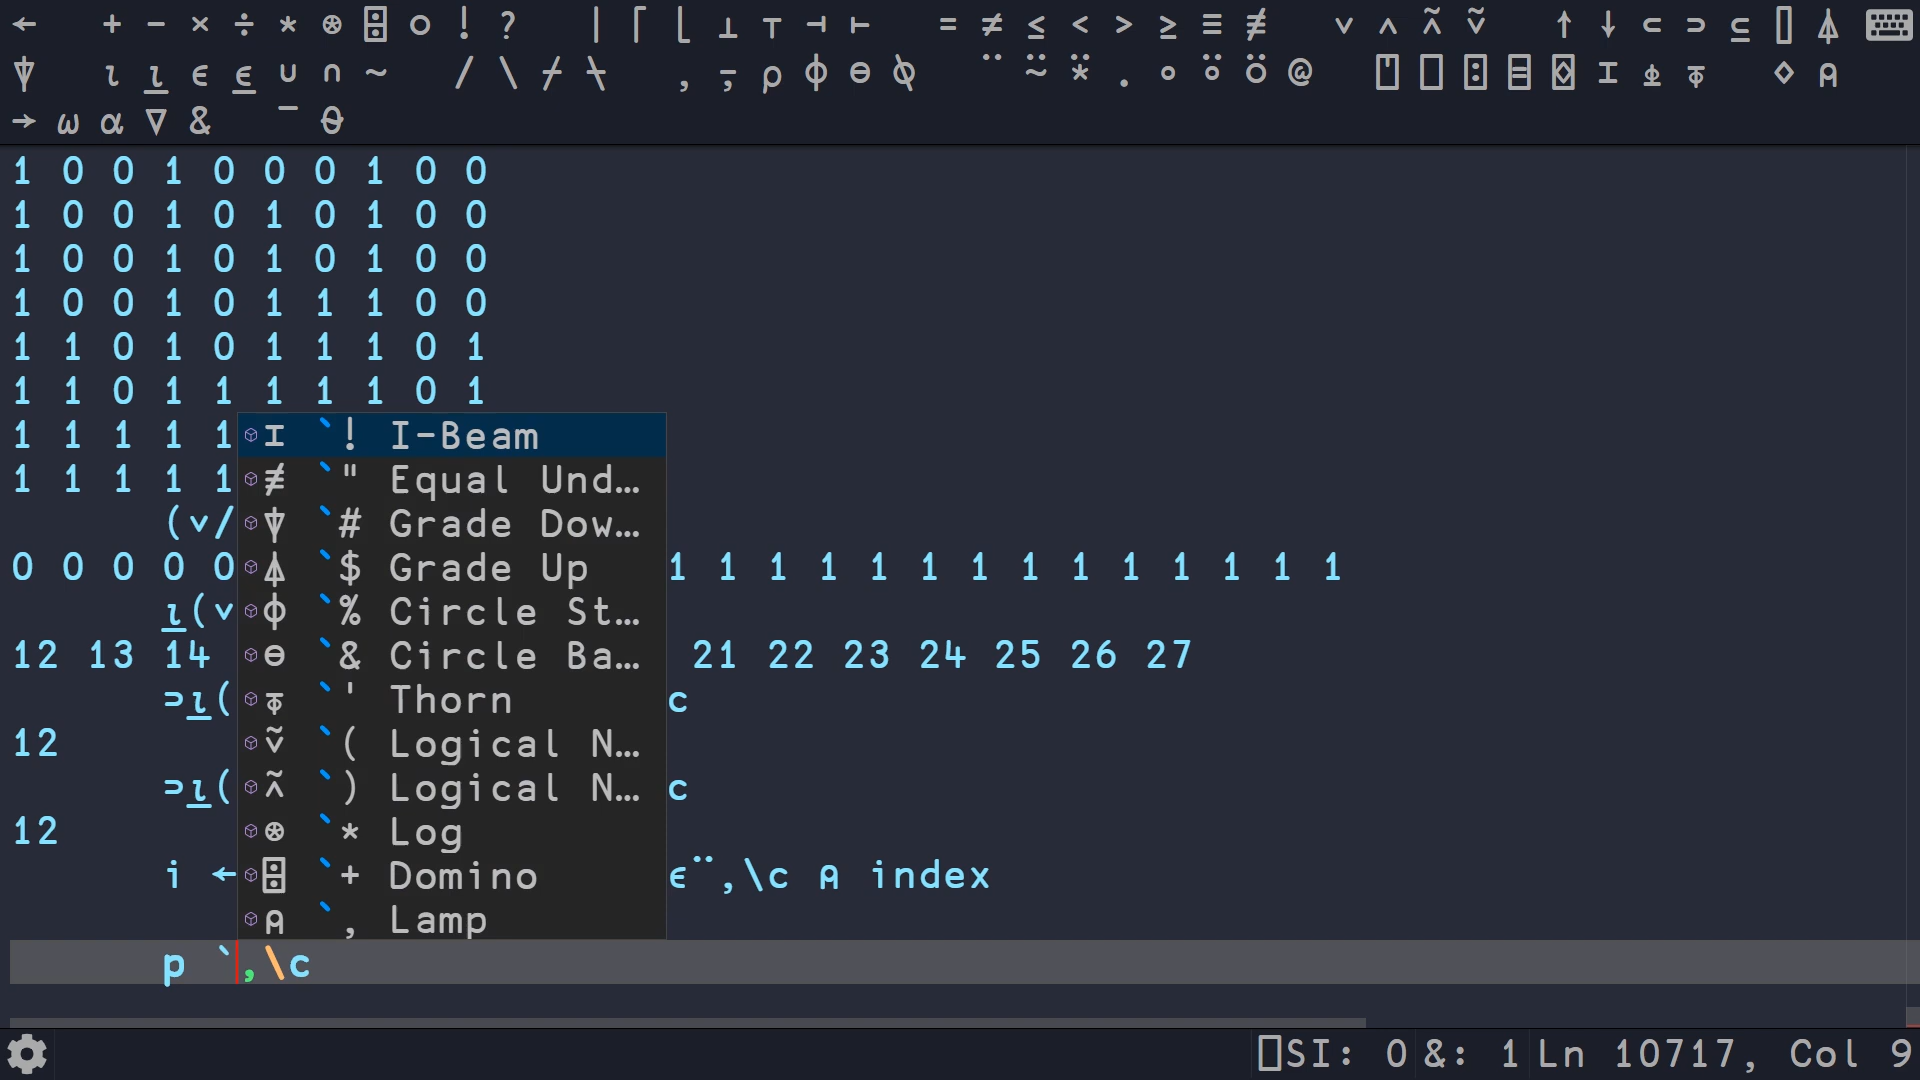 ← + - × ÷ * ⍟ ⌹ ○ ! ? | ⌈ ⌊ ⊥ ⊤ ⊣ ⊢ = ≠ ≤ < > ≥ ≡ ≢ ∨ ∧ ⍲ ⍱ ↑ ↓ ⊂ ⊃ ⊆ ⌷ ⍋
⍒ ⍳ ⍸ ∊ ⍷ ∪ ∩ ~ / \ ⌿ ⍀ , ⍪ ⍴ ⌽ ⊖ ⍉ ¨ ⍨ ⍣ . ∘ ⍤ ⍥ @ ⍞ ⎕ ⍠ ⌸ ⌺ ⌶ ⍎ ⍕ ⋄ ⍝
→ ⍵ ⍺ ∇ & ¯ ⍬
1 0 0 1 0 0 0 1 0 0
1 0 0 1 0 1 0 1 0 0
1 0 0 1 0 1 0 1 0 0
1 0 0 1 0 1 1 1 0 0
1 1 0 1 0 1 1 1 0 1
1 1 0 1 1 1 1 1 0 1
1 1 1 1 1
1 1 1 1 1
(∨/
0 0 0 0 0 1 1 1 1 1 1 1 1 1 1 1 1 1 1
⍸(∨
12 13 14 21 22 23 24 25 26 27
⊃⍸( c
12
⊃⍸( c
12
i ← ∊¨,\c ⍝ index
⌶ `! I-Beam
≢ `" Equal Und…
⍒ `# Grade Dow…
⍋ `$ Grade Up
⌽ `% Circle St…
⊖ `& Circle Ba…
⍕ `' Thorn
⍱ `( Logical N…
⍲ `) Logical N…
⍟ `* Log
⌹ `+ Domino
⍝ `, Lamp
p `,\c
⎕SI: 0 &: 1 Ln 10717, Col 9